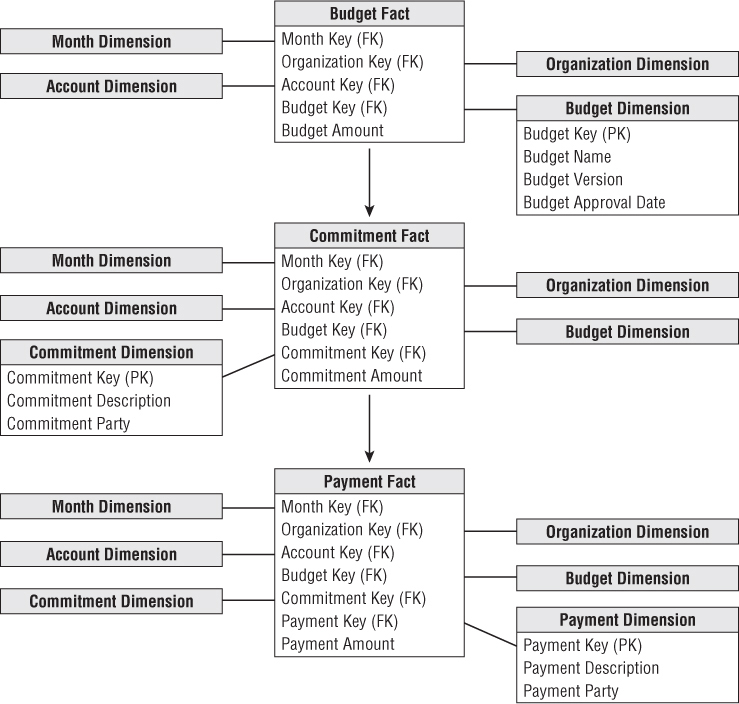 Budget Fact
Month Key (FK)
Organization Key (FK)
Account Key (FK)
Budget Key (FK)
Budget Amount
Month Dimension
Account Dimension
Organization Dimension
Budget Dimension
Budget Key (PK)
Budget Name
Budget Version
Budget Approval Date
Commitment Fact
Month Key (FK)
Organization Key (FK)
Account Key (FK)
Budget Key (FK)
Commitment Key (FK)
Commitment Amount
Month Dimension
Account Dimension
Commitment Dimension
Commitment Key (PK)
Commitment Description
Commitment Party
Organization Dimension
Budget Dimension
Payment Fact
Month Key (FK)
Organization Key (FK)
Account Key (FK)
Budget Key (FK)
Commitment Key (FK)
Payment Key (FK)
Payment Amount
Month Dimension
Account Dimension
Commitment Dimension
Organization Dimension
Budget Dimension
Payment Dimension
Payment Key (PK)
Payment Description
Payment Party